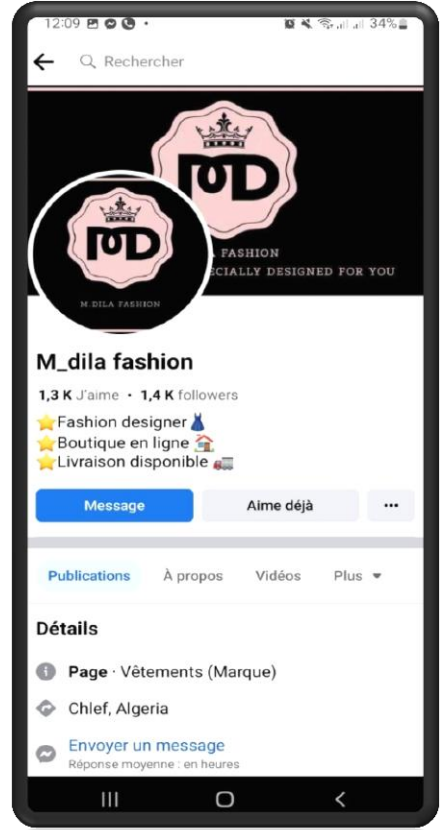 12:09
34%
Rechercher
MD
FASHION
ECIALLY DESIGNED FOR YOU
MD
M.DILA FASHION
M_dila fashion
1,3 K J'aime • 1,4 K followers
⭐Fashion designer👗
⭐Boutique en ligne🏠
⭐Livraison disponible🚛
Message
Aime déjà
...
Publications
À propos
Vidéos
Plus
Détails
Page · Vêtements (Marque)
Chlef, Algeria
Envoyer un message
Réponse moyenne : en heures